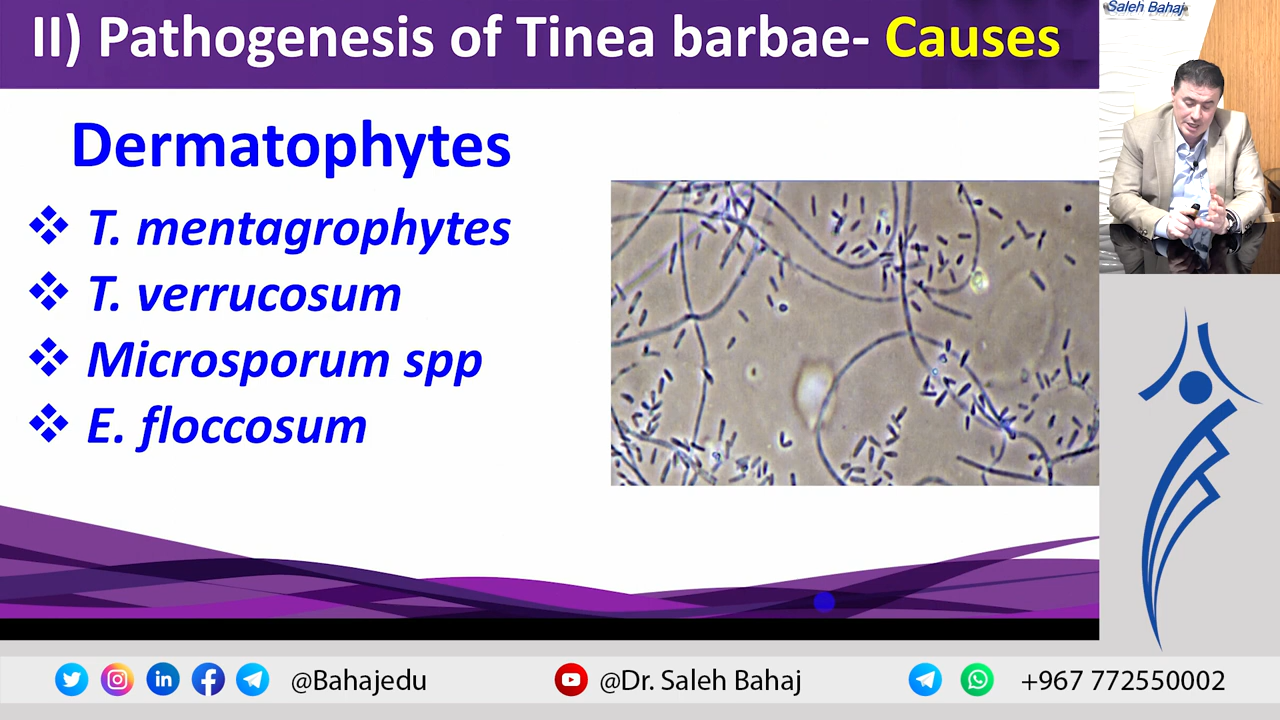 II) Pathogenesis of Tinea barbae- Causes
Saleh Bahaj
Dermatophytes
T. mentagrophytes
T. verrucosum
Microsporum spp
E. floccosum
@Bahajedu
@Dr. Saleh Bahaj
+967 772550002